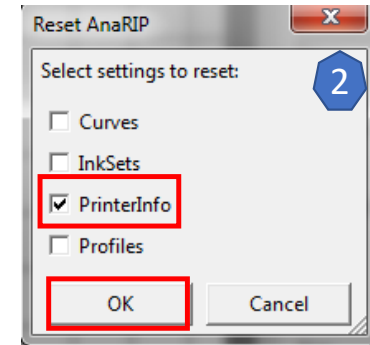 Reset AnaRIP
Select settings to reset:
2
Curves
InkSets
PrinterInfo
Profiles
OK Cancel